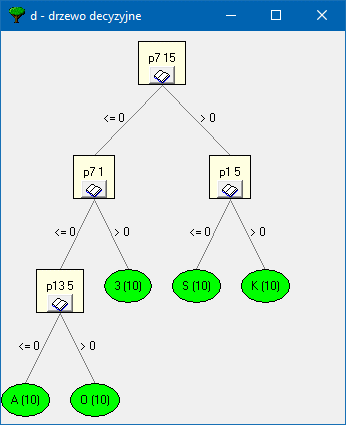 d - drzewo decyzyjne
p7 15
<= 0 > 0
p7 1 p1 5
<= 0 > 0 <= 0 > 0
p13 5 3 (10) S (10) K (10)
<= 0 > 0
A (10) O (10)